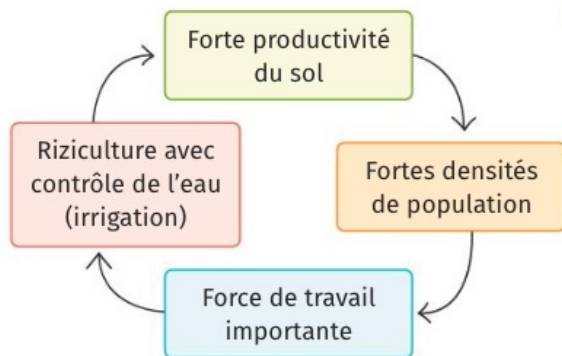 Forte productivité
du sol
Fortes densités
de population
Force de travail
importante
Riziculture avec
contrôle de l'eau
(irrigation)